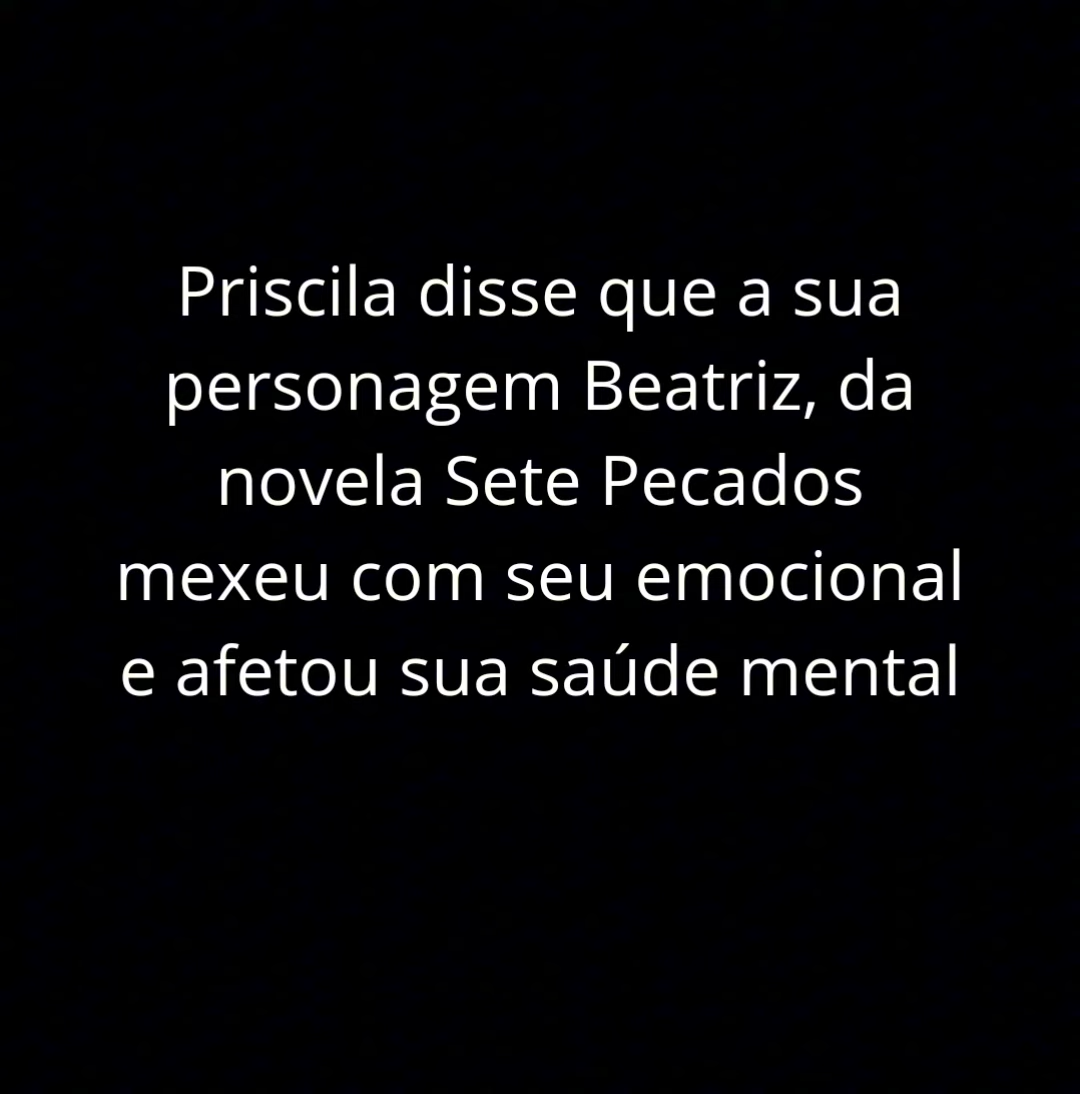 Priscila disse que a sua
personagem Beatriz, da
novela Sete Pecados
mexeu com seu emocional
e afetou sua saúde mental